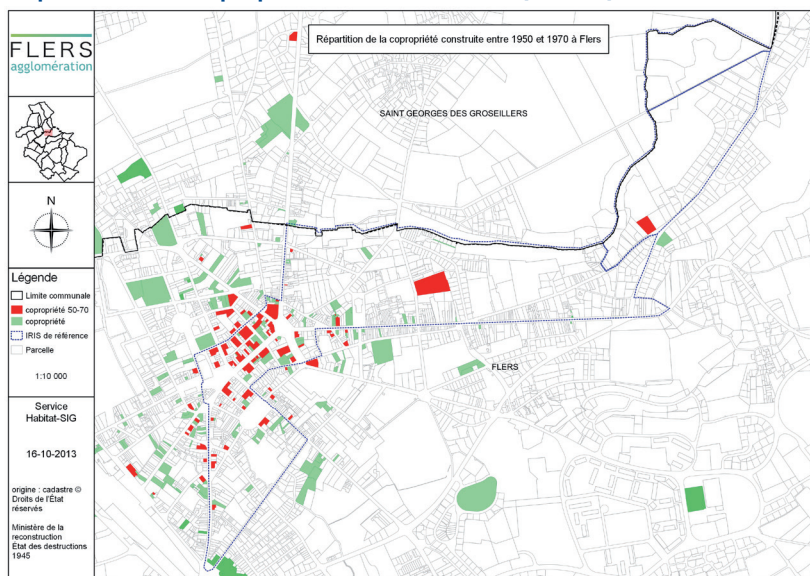 FLERS
agglomération
N
Légende
Limite communale
copropriété 50-70
copropriété
IRIS de référence
Parcelle
1:10 000
Service
Habitat-SIG
16-10-2013
origine : cadastre ©
Droits de l'État
réservés
Ministère de la
reconstruction
État des destructions
1945
Répartition de la copropriété construite entre 1950 et 1970 à Flers
SAINT GEORGES DES GROSEILLERS
FLERS